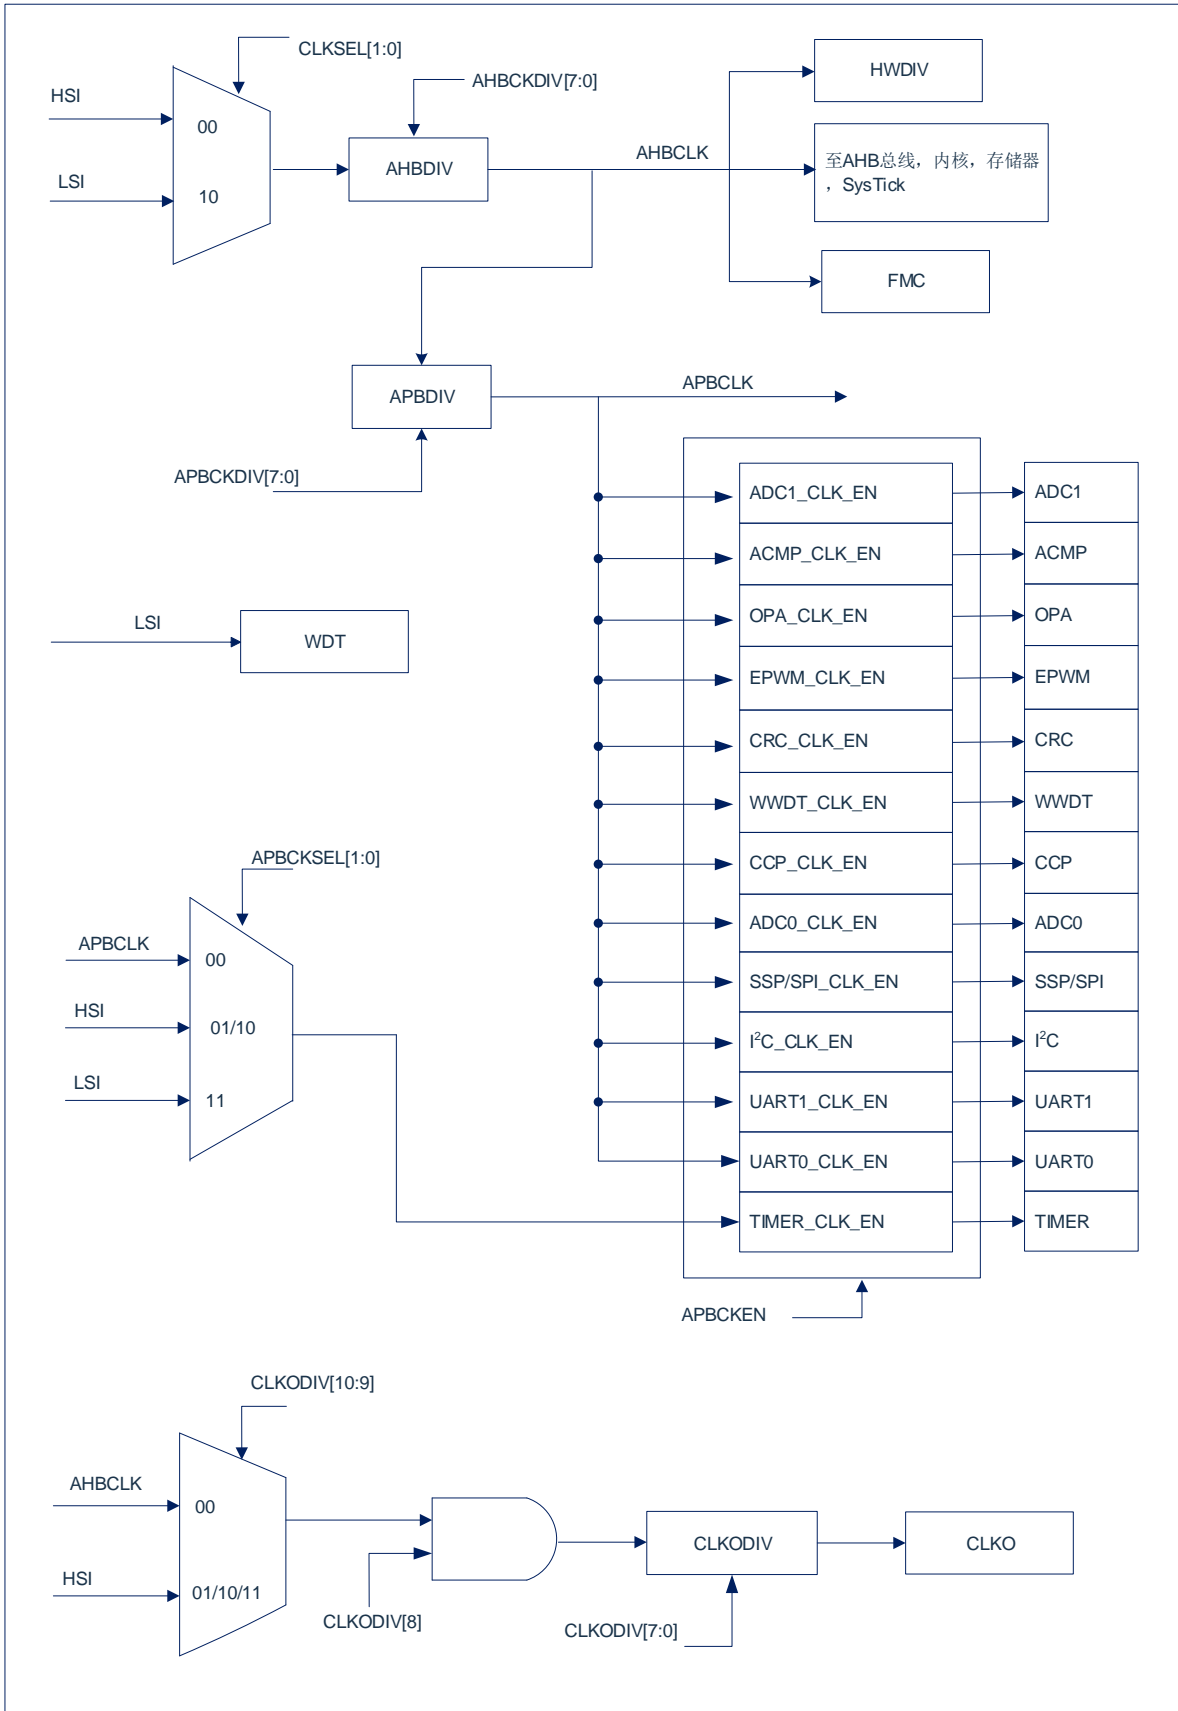 CLKSEL[1:0]
HSI
00
LSI
10
AHBCKDIV[7:0]
AHBDIV
AHBCLK
HWDIV
至AHB总线，内核，存储器
，SysTick
FMC
APBDIV
APBCLK
APBCKDIV[7:0]
LSI
WDT
ADC1_CLK_EN
ADC1
ACMP_CLK_EN
ACMP
OPA_CLK_EN
OPA
EPWM_CLK_EN
EPWM
CRC_CLK_EN
CRC
WWDT_CLK_EN
WWDT
CCP_CLK_EN
CCP
ADC0_CLK_EN
ADC0
SSP/SPI_CLK_EN
SSP/SPI
I²C_CLK_EN
I²C
UART1_CLK_EN
UART1
UART0_CLK_EN
UART0
TIMER_CLK_EN
TIMER
APBCKEN
APBCKSEL[1:0]
APBCLK
00
HSI
01/10
LSI
11
CLKODIV[10:9]
AHBCLK
00
HSI
01/10/11
CLKODIV[8]
CLKODIV
CLKODIV[7:0]
CLKO